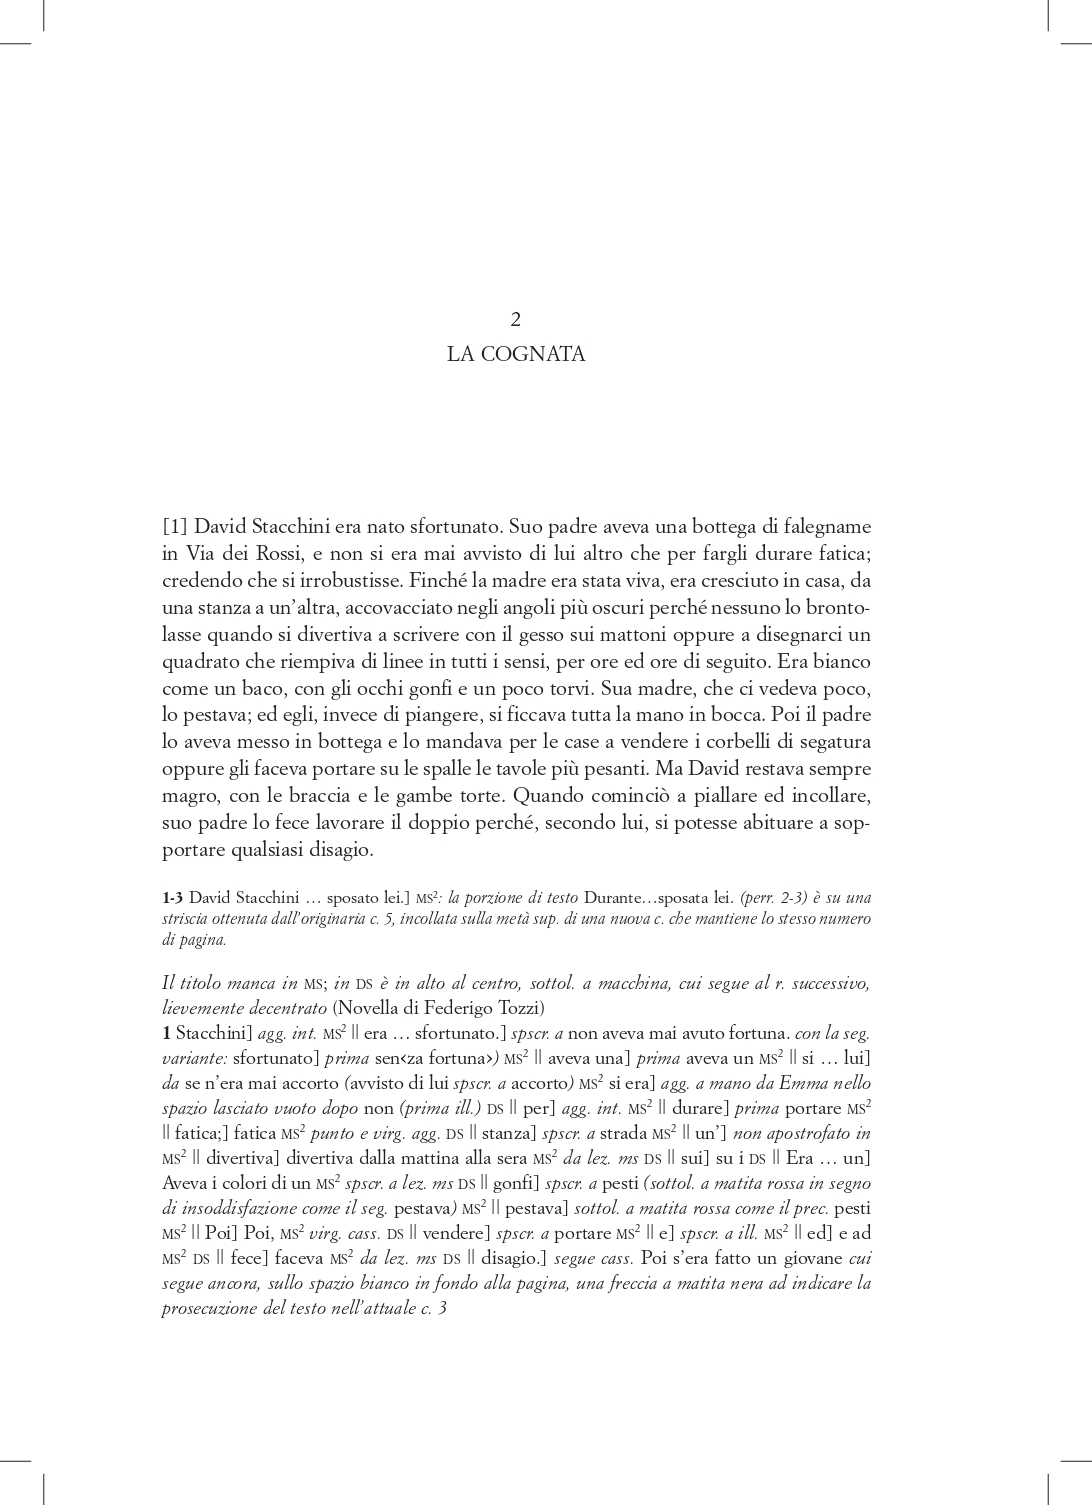 2
LA COGNATA
[1] David Stacchini era nato sfortunato. Suo padre aveva una bottega di falegname
in Via dei Rossi, e non si era mai avvisto di lui altro che per fargli durare fatica;
credendo che si irrobustisse. Finché la madre era stata viva, era cresciuto in casa, da
una stanza a un’altra, accovacciato negli angoli più oscuri perché nessuno lo bronto-
lasse quando si divertiva a scrivere con il gesso sui mattoni oppure a disegnarci un
quadrato che riempiva di linee in tutti i sensi, per ore ed ore di seguito. Era bianco
come un baco, con gli occhi gonfi e un poco torvi. Sua madre, che ci vedeva poco,
lo pestava; ed egli, invece di piangere, si ficcava tutta la mano in bocca. Poi il padre
lo aveva messo in bottega e lo mandava per le case a vendere i corbelli di segatura
oppure gli faceva portare su le spalle le tavole più pesanti. Ma David restava sempre
magro, con le braccia e le gambe torte. Quando cominciò a piallare ed incollare,
suo padre lo fece lavorare il doppio perché, secondo lui, si potesse abituare a sop-
portare qualsiasi disagio.
1-3 David Stacchini … sposato lei.] MS²: la porzione di testo Durante…sposata lei. (perr. 2-3) è su una
striscia ottenuta dall’originaria c. 5, incollata sulla metà sup. di una nuova c. che mantiene lo stesso numero
di pagina.
Il titolo manca in MS; in DS è in alto al centro, sottol. a macchina, cui segue al r. successivo,
lievemente decentrato (Novella di Federigo Tozzi)
1 Stacchini] agg. int. MS² || era … sfortunato.] spscr. a non aveva mai avuto fortuna. con la seg.
variante: sfortunato] prima sen‹za fortuna›) MS² || aveva una] prima aveva un MS² || si … lui]
da se n’era mai accorto (avvisto di lui spscr. a accorto) MS² si era] agg. a mano da Emma nello
spazio lasciato vuoto dopo non (prima ill.) DS || per] agg. int. MS² || durare] prima portare MS²
|| fatica;] fatica MS² punto e virg. agg. DS || stanza] spscr. a strada MS² || un’] non apostrofato in
MS² || divertiva] divertiva dalla mattina alla sera MS² da lez. ms DS || sui] su i DS || Era … un]
Aveva i colori di un MS² spscr. a lez. ms DS || gonfi] spscr. a pesti (sottol. a matita rossa in segno
di insoddisfazione come il seg. pestava) MS² || pestava] sottol. a matita rossa come il prec. pesti
MS² || Poi] Poi, MS² virg. cass. DS || vendere] spscr. a portare MS² || e] spscr. a ill. MS² || ed] e ad
MS² DS || fece] faceva MS² da lez. ms DS || disagio.] segue cass. Poi s’era fatto un giovane cui
segue ancora, sullo spazio bianco in fondo alla pagina, una freccia a matita nera ad indicare la
prosecuzione del testo nell’attuale c. 3